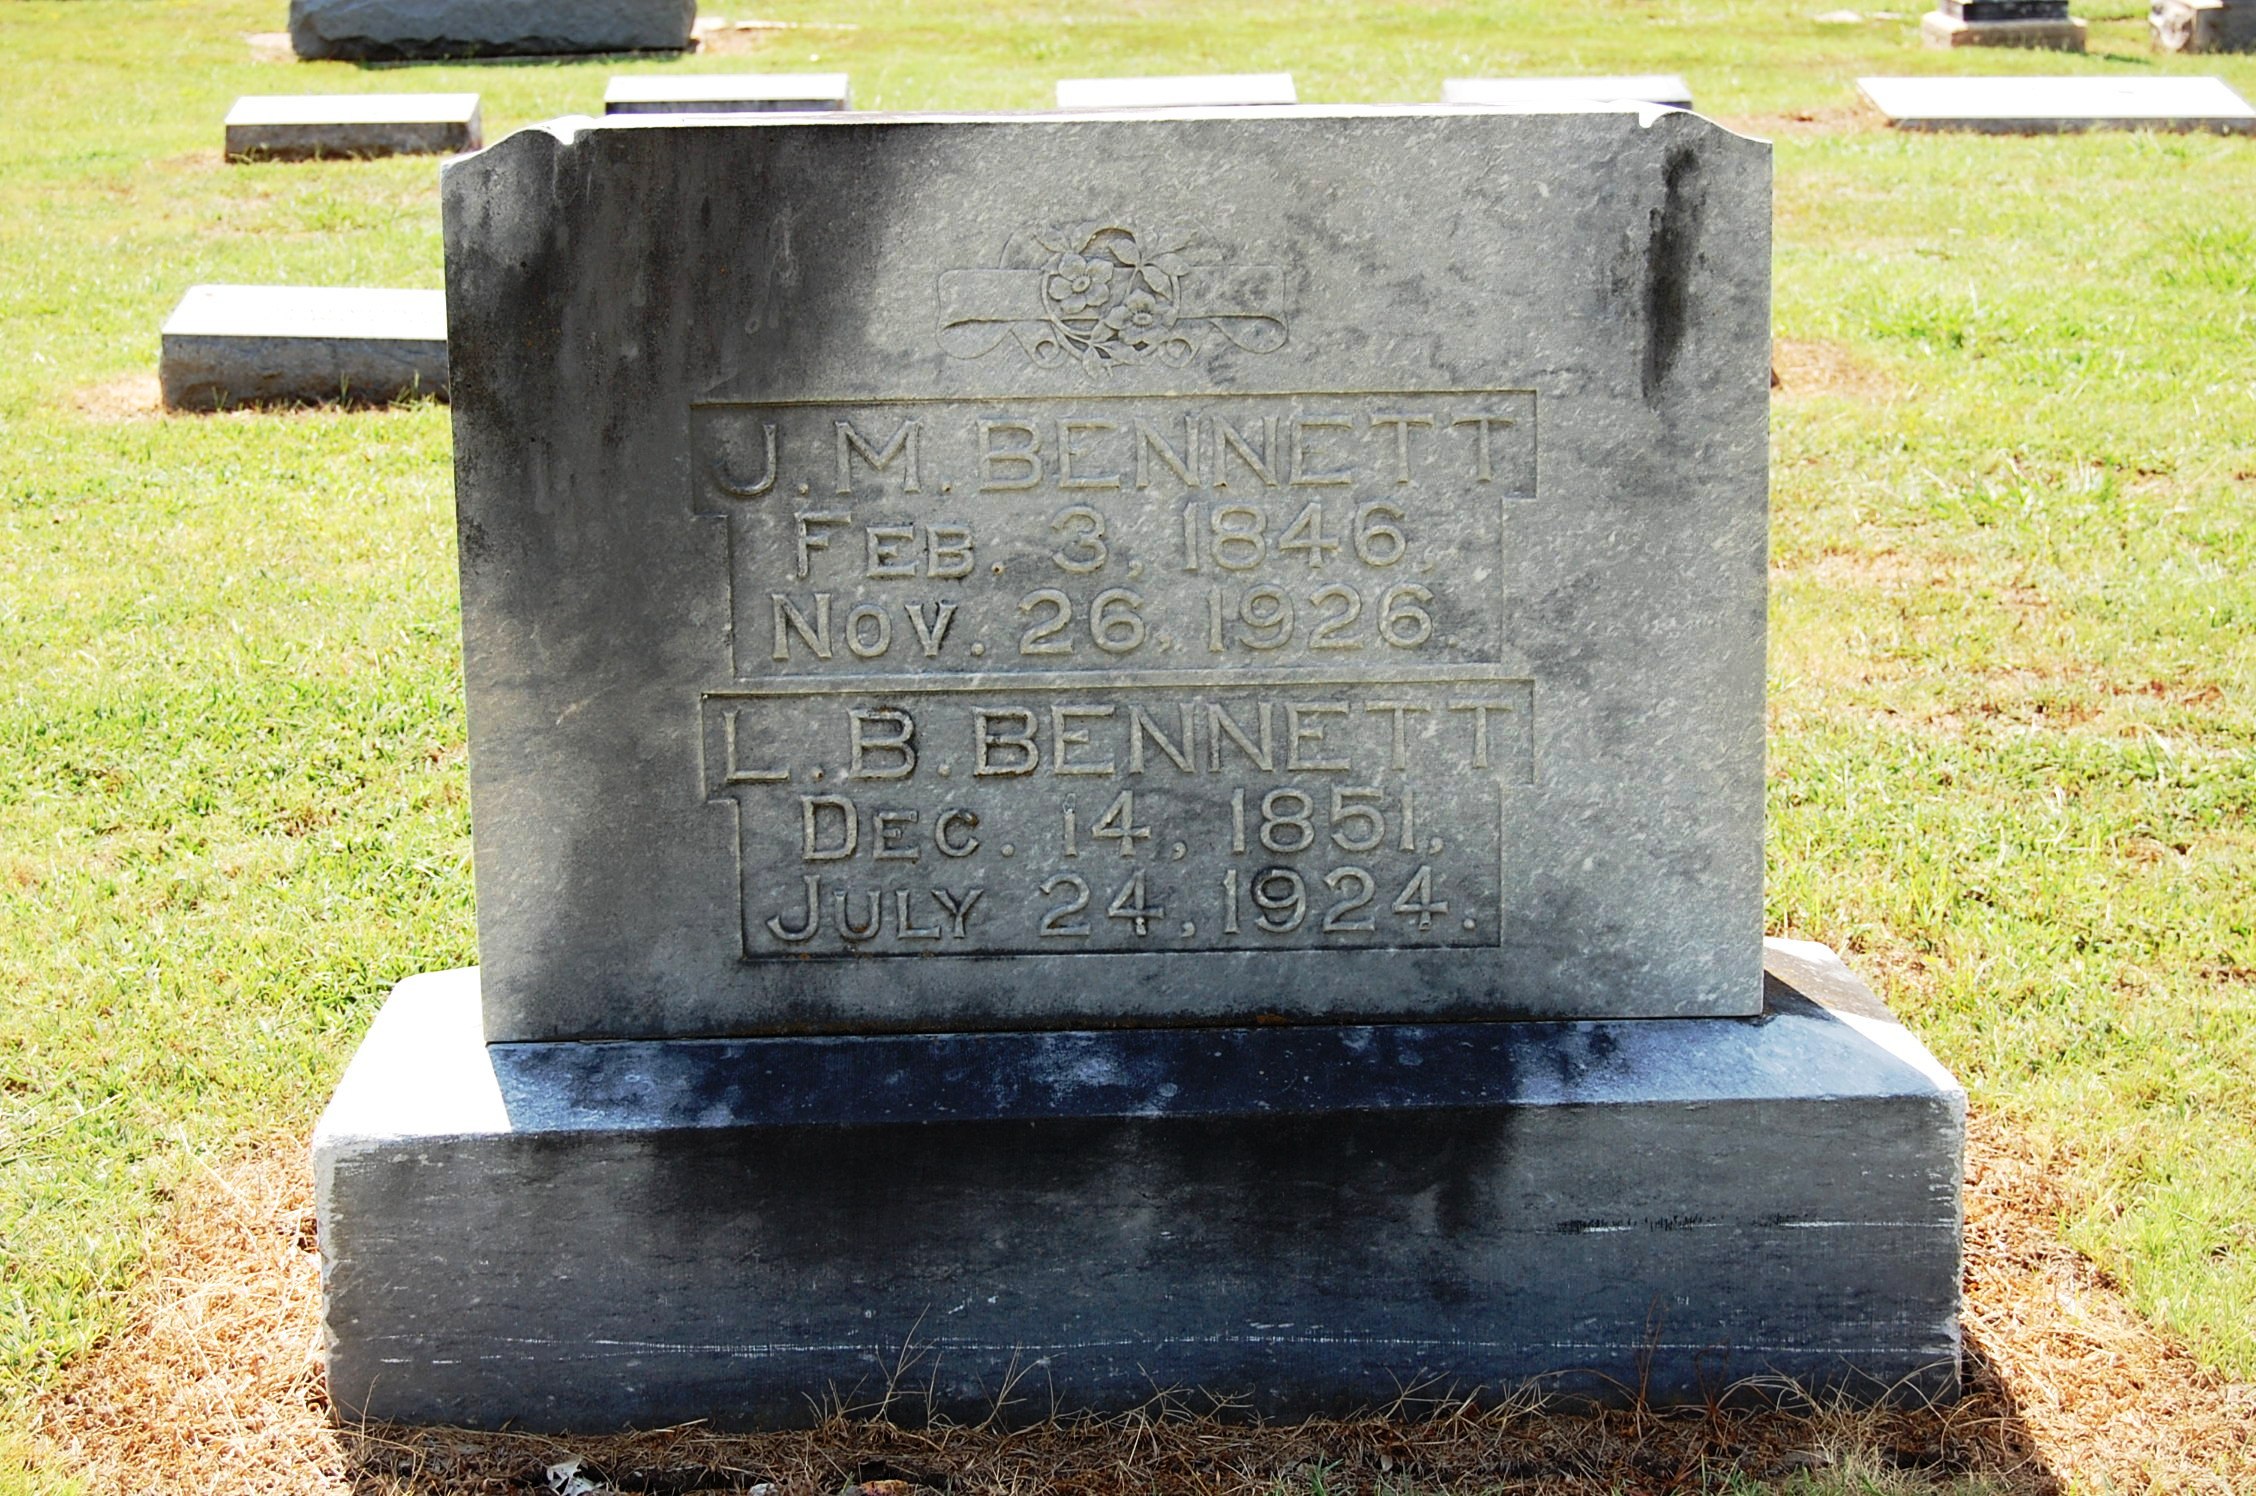 J. M. BENNETT
FEB. 3, 1846,
NOV. 26, 1926.
L. B. BENNETT
DEC. 14, 1851,
JULY 24, 1924.